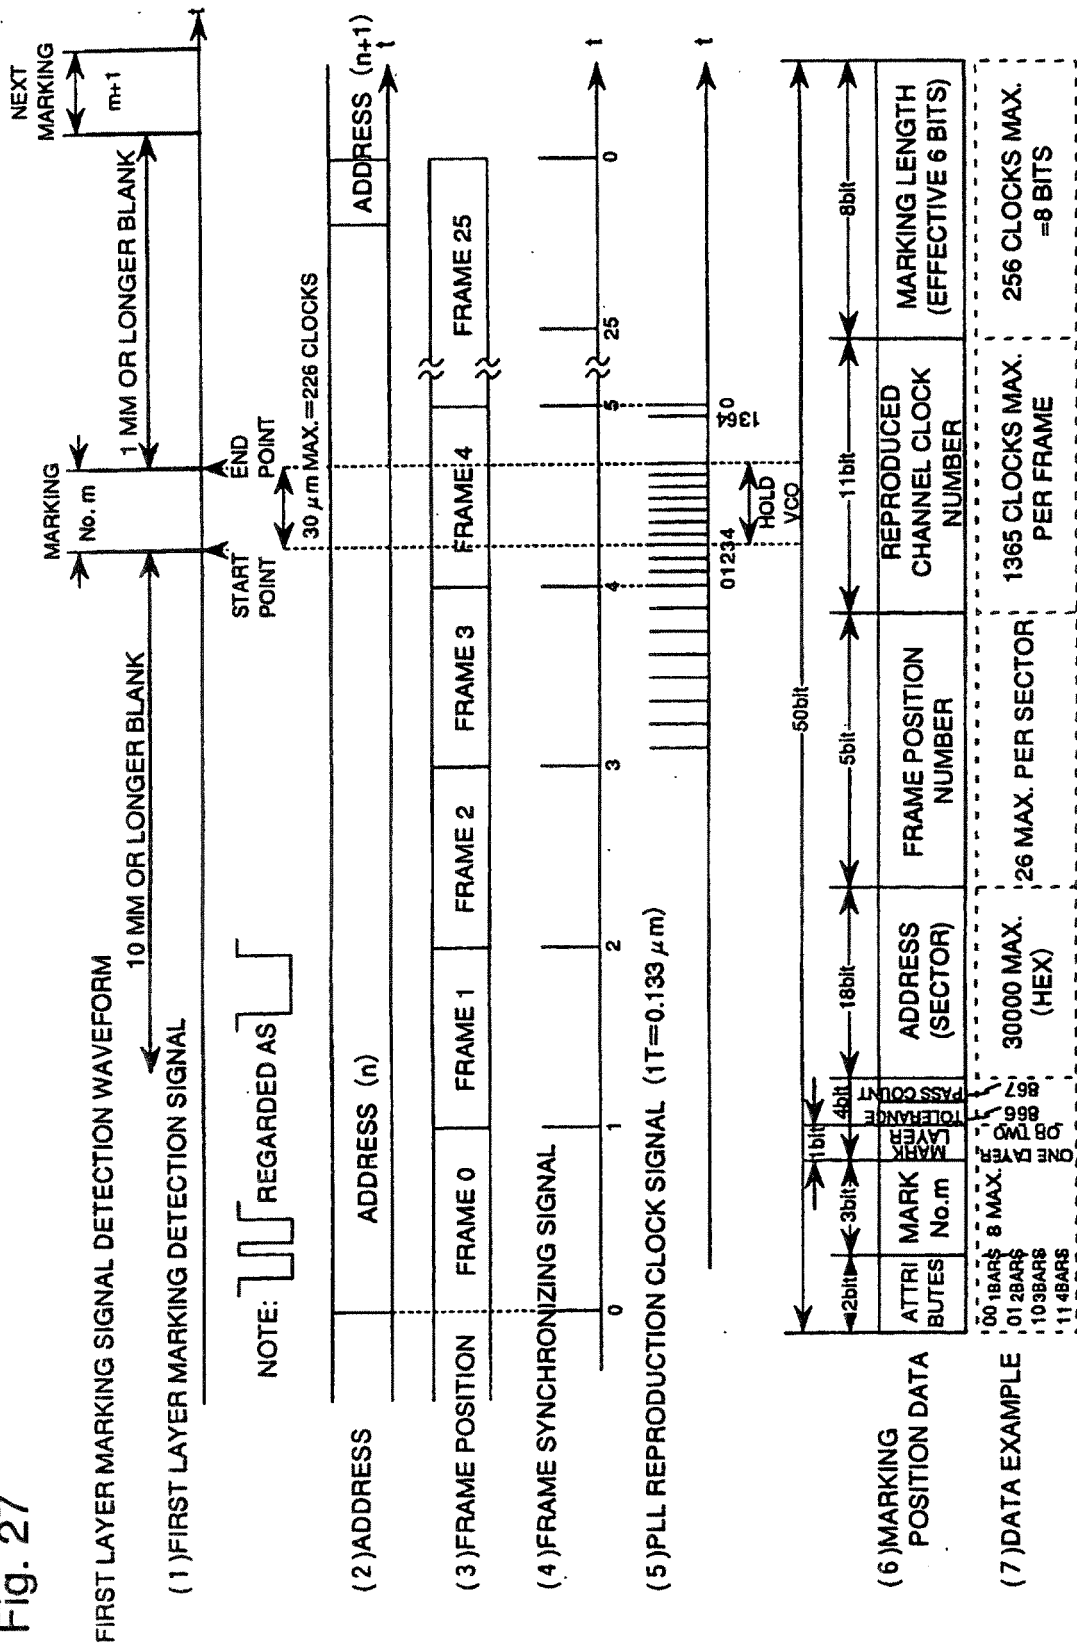 Fig. 27
FIRST LAYER MARKING SIGNAL DETECTION WAVEFORM
NEXT
MARKING
m+1
MARKING
No. m
10 MM OR LONGER BLANK
1 MM OR LONGER BLANK
(1)FIRST LAYER MARKING DETECTION SIGNAL
t
START
POINT
END
POINT
NOTE:
REGARDED AS
30 μm MAX.=226 CLOCKS
(2)ADDRESS
ADDRESS (n)
ADDRESS (n+1)
t
(3)FRAME POSITION
FRAME 0
FRAME 1
FRAME 2
FRAME 3
FRAME 4
FRAME 25
(4)FRAME SYNCHRONIZING SIGNAL
t
0
1
2
3
4
5
25
0
(5)PLL REPRODUCTION CLOCK SIGNAL (1T=0.133 μm)
t
01234
1364
0
HOLD
VCO
50bit
2bit
3bit
1bit
4bit
18bit
5bit
11bit
8bit
(6)MARKING
POSITION DATA
ATTRI
BUTES
MARK
No.m
MARK
LAYER
TOLERANCE
PASS COUNT
ADDRESS
(SECTOR)
FRAME POSITION
NUMBER
REPRODUCED
CHANNEL CLOCK
NUMBER
MARKING LENGTH
(EFFECTIVE 6 BITS)
(7)DATA EXAMPLE
00 1BARS
01 2BARS
10 3BARS
11 4BARS
8 MAX.
ONE LAYER
OR TWO
866
867
30000 MAX.
(HEX)
26 MAX. PER SECTOR
1365 CLOCKS MAX.
PER FRAME
256 CLOCKS MAX.
=8 BITS